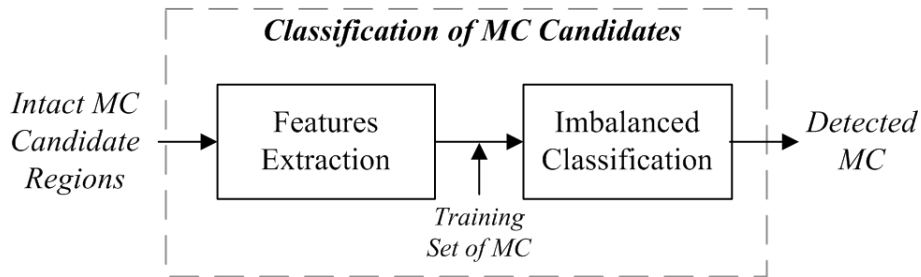 Classification of MC Candidates
Intact MC
Candidate
Regions
Features
Extraction
Training
Set of MC
Imbalanced
Classification
Detected
MC